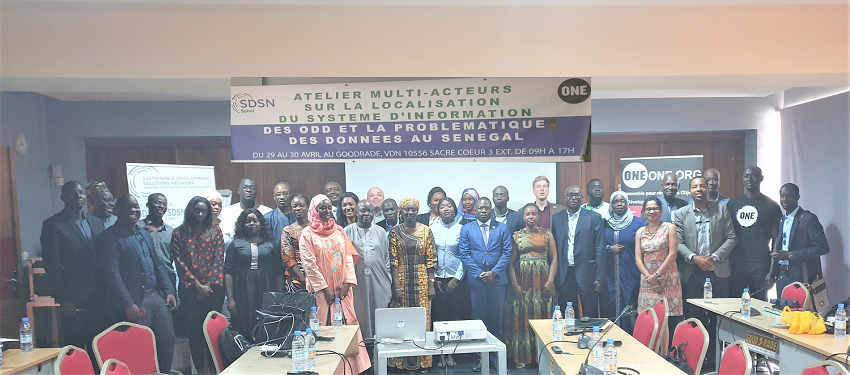 SDSN
Sahel
ATELIER MULTI-ACTEURS
SUR LA LOCALISATION
DU SYSTEME D'INFORMATION
DES ODD ET LA PROBLEMATIQUE
DES DONNEES AU SENEGAL
DU 29 AU 30 AVRIL AU GOODRADE, VDN 10556 SACRE COEUR 3 EXT. DE 09H A 17H
ONE
SUSTAINABLE DEVELOPMENT
SOLUTIONS NETWORK
SDSN
ONE ONE.ORG
ONE
ONE